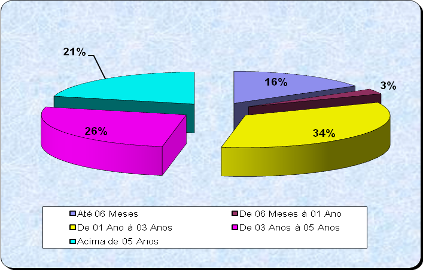 21%
16%
3%
26%
34%
Até 06 Meses
De 06 Meses à 01 Ano
De 01 Ano à 03 Anos
De 03 Anos à 05 Anos
Acima de 05 Anos